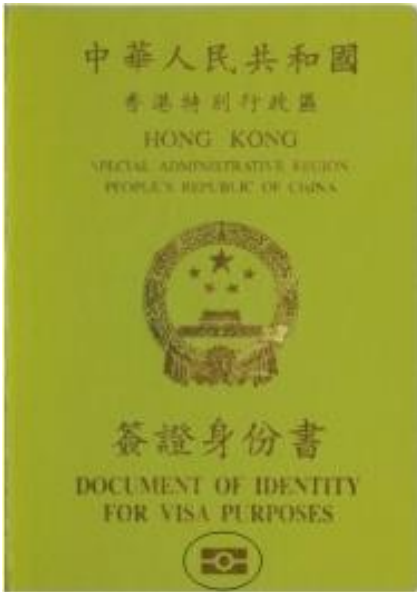 中華人民共和國
香港特別行政區
HONG KONG
SPECIAL ADMINISTRATIVE REGION
PEOPLE'S REPUBLIC OF CHINA
簽證身份書
DOCUMENT OF IDENTITY
FOR VISA PURPOSES